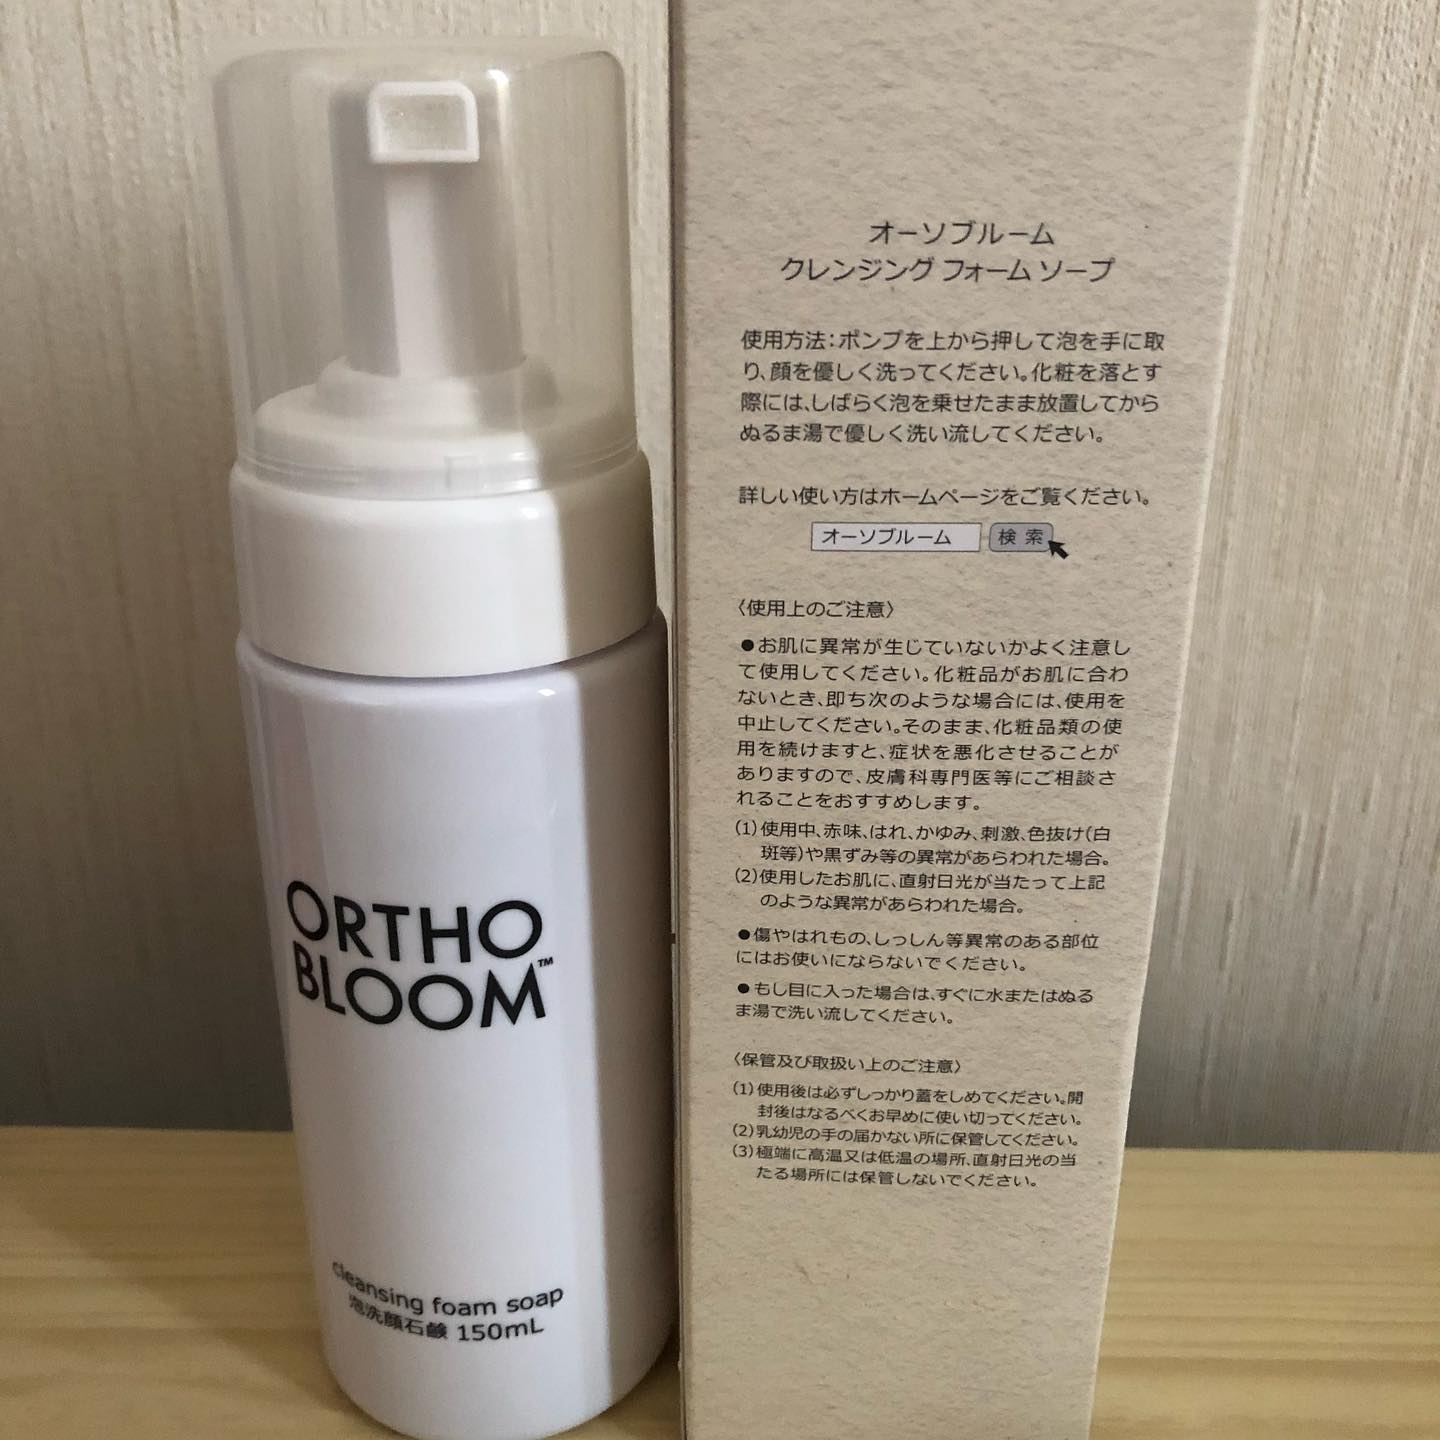 ORTHO
BLOOM™
cleansing foam soap
泡洗顔石鹸 150mL
オーソブルーム
クレンジング フォーム ソープ
使用方法:ポンプを上から押して泡を手に取
り、顔を優しく洗ってください。化粧を落とす
際には、しばらく泡を乗せたまま放置してから
ぬるま湯で優しく洗い流してください。
詳しい使い方はホームページをご覧ください。
オーソブルーム 検 索
〈使用上のご注意〉
●お肌に異常が生じていないかよく注意し
て使用してください。化粧品がお肌に合わ
ないとき、即ち次のような場合には、使用を
中止してください。そのまま、化粧品類の使
用を続けますと、症状を悪化させることが
ありますので、皮膚科専門医等にご相談さ
れることをおすすめします。
(1)使用中、赤味、はれ、かゆみ、刺激、色抜け(白
斑等)や黒ずみ等の異常があらわれた場合。
(2)使用したお肌に、直射日光が当たって上記
のような異常があらわれた場合。
●傷やはれもの、しっしん等異常のある部位
にはお使いにならないでください。
●もし目に入った場合は、すぐに水またはぬる
ま湯で洗い流してください。
〈保管及び取扱い上のご注意〉
(1)使用後は必ずしっかり蓋をしめてください。開
封後はなるべくお早めに使い切ってください。
(2)乳幼児の手の届かない所に保管してください。
(3)極端に高温又は低温の場所、直射日光の当
たる場所には保管しないでください。